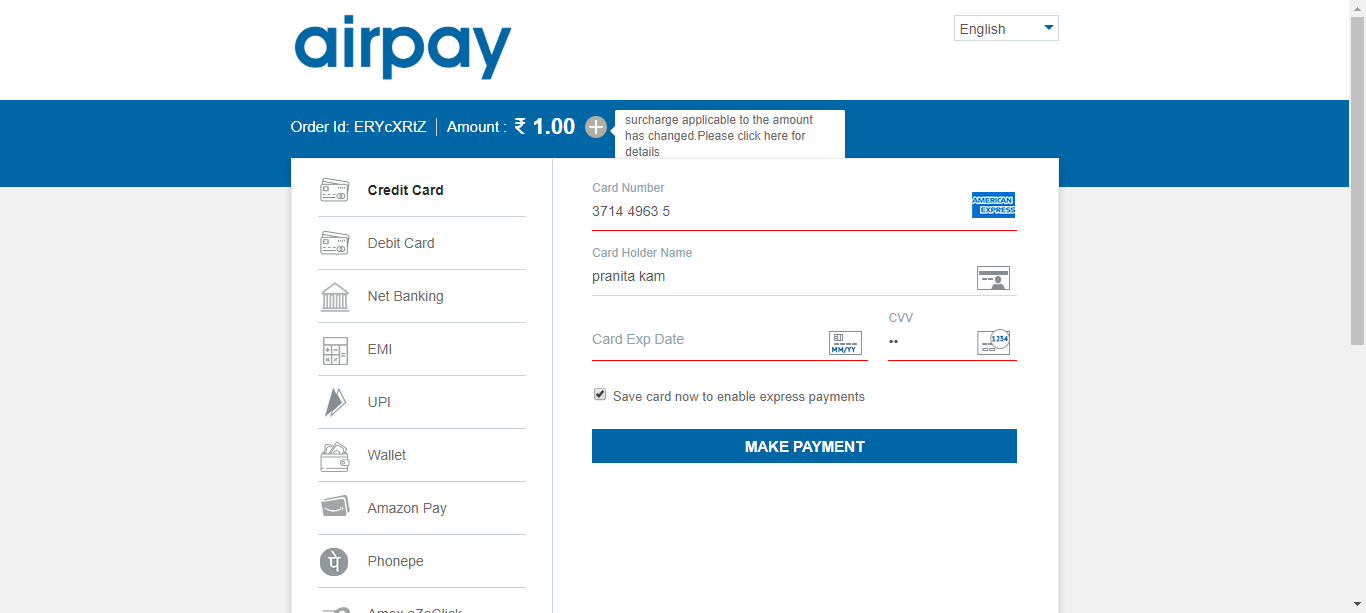 airpay
English
Order Id: ERYcXRtZ | Amount : ₹ 1.00
surcharge applicable to the amount
has changed.Please click here for
details
Credit Card
Debit Card
Net Banking
EMI
UPI
Wallet
Amazon Pay
Phonepe
Amex eZeClick
Card Number
3714 4963 5
AMERICAN
EXPRESS
Card Holder Name
pranita kam
Card Exp Date
MM/YY
CVV
••
1234
Save card now to enable express payments
MAKE PAYMENT